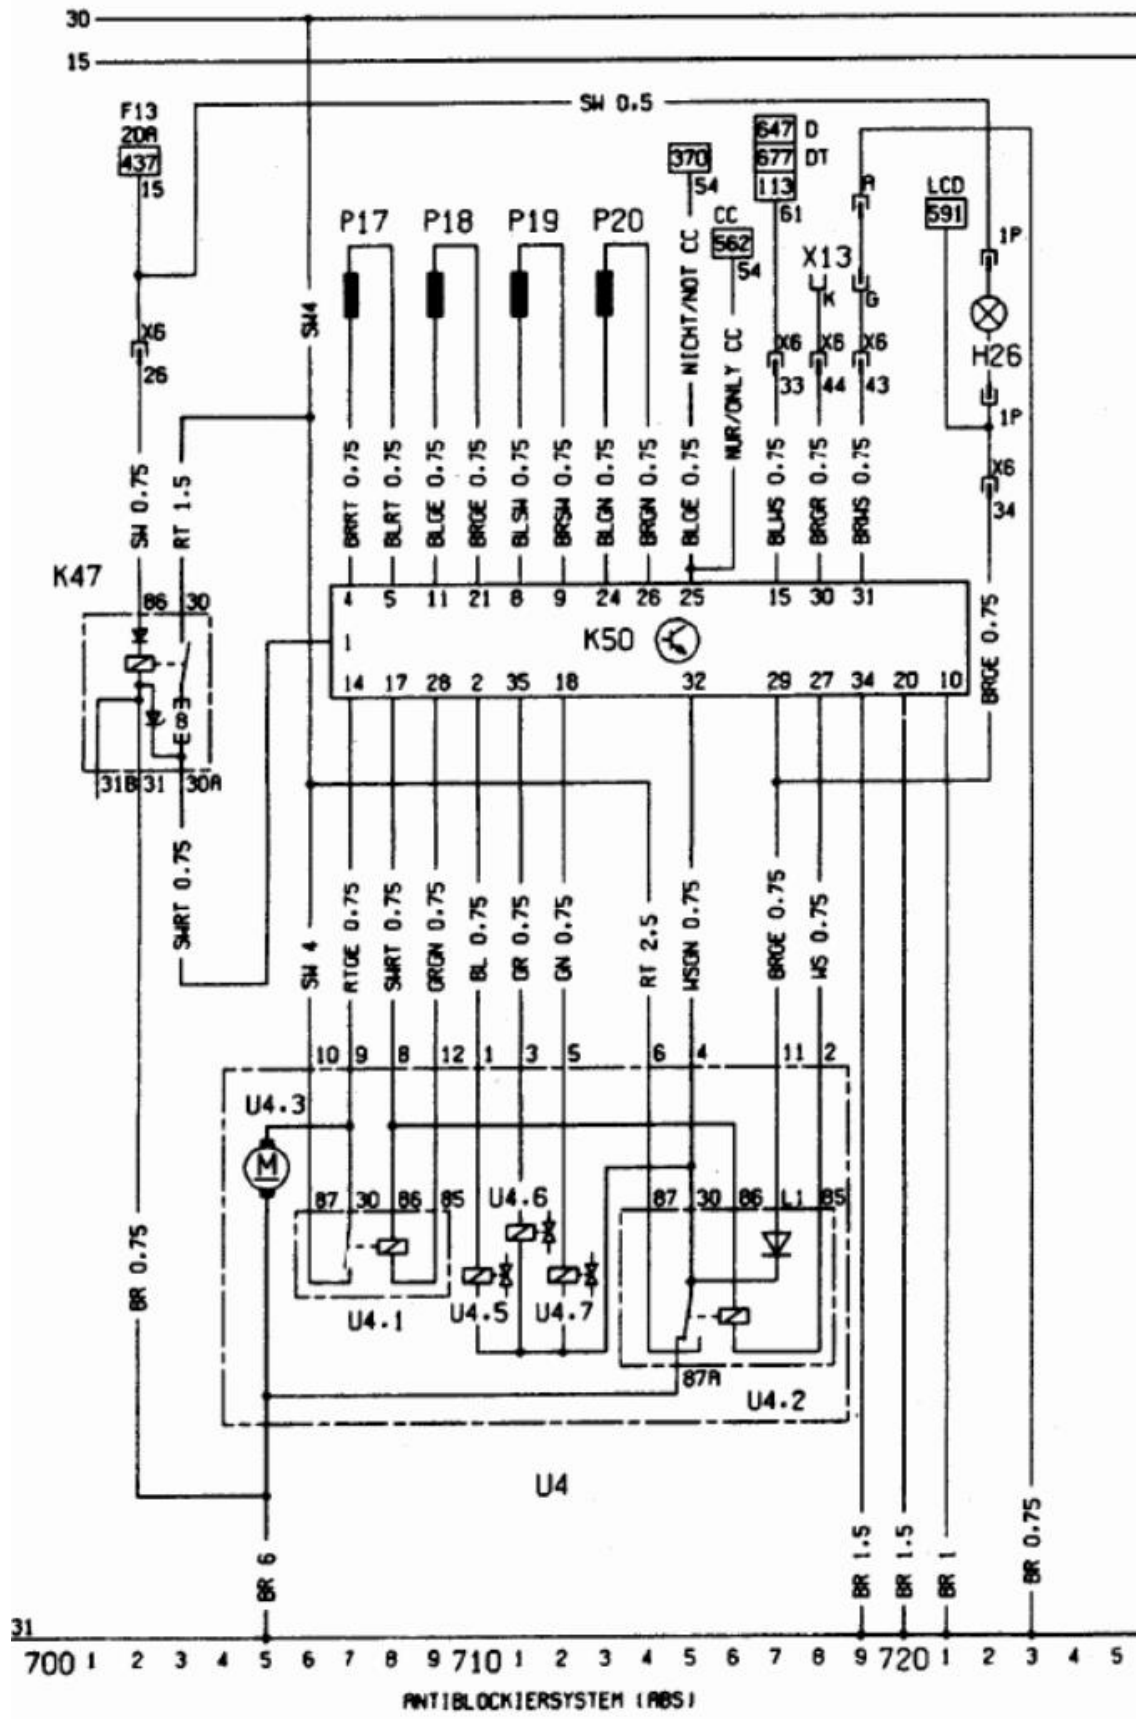 30
15
F13
20A
437
15
SW 0.5
647 D
677 DT
113
61
370
54
CC
562
54
A
LCD
591
1P
P17 P18 P19 P20
X13
K G
H26
1P
SW4
NICHT/NOT CC
NUR/ONLY CC
X6
26
X6
33
X6
44
X6
43
X6
34
SW 0.75
RT 1.5
BRRT 0.75
BLRT 0.75
BLGE 0.75
BRGE 0.75
BLSW 0.75
BRSW 0.75
BLGN 0.75
BRGN 0.75
BLGE 0.75
BLWS 0.75
BRGR 0.75
BRWS 0.75
BRGE 0.75
K47
86 30
31B 31 30A
4 5 11 21 8 9 24 26 25 15 30 31
1
K50
14 17 28 2 35 18 32 29 27 34 20 10
SWRT 0.75
SW 4
RTGE 0.75
SWRT 0.75
GRGN 0.75
BL 0.75
GR 0.75
GN 0.75
RT 2.5
WSGN 0.75
BRGE 0.75
WS 0.75
10 9 8 12 1 3 5 6 4 11 2
U4.3
M
87 30 86 85
U4.6
87 30 86 L1 85
U4.1
U4.5
U4.7
87A
U4.2
U4
BR 0.75
BR 6
BR 1.5
BR 1.5
BR 1
BR 0.75
31
700 1 2 3 4 5 6 7 8 9 710 1 2 3 4 5 6 7 8 9 720 1 2 3 4 5
ANTIBLOCKIERSYSTEM (ABS)